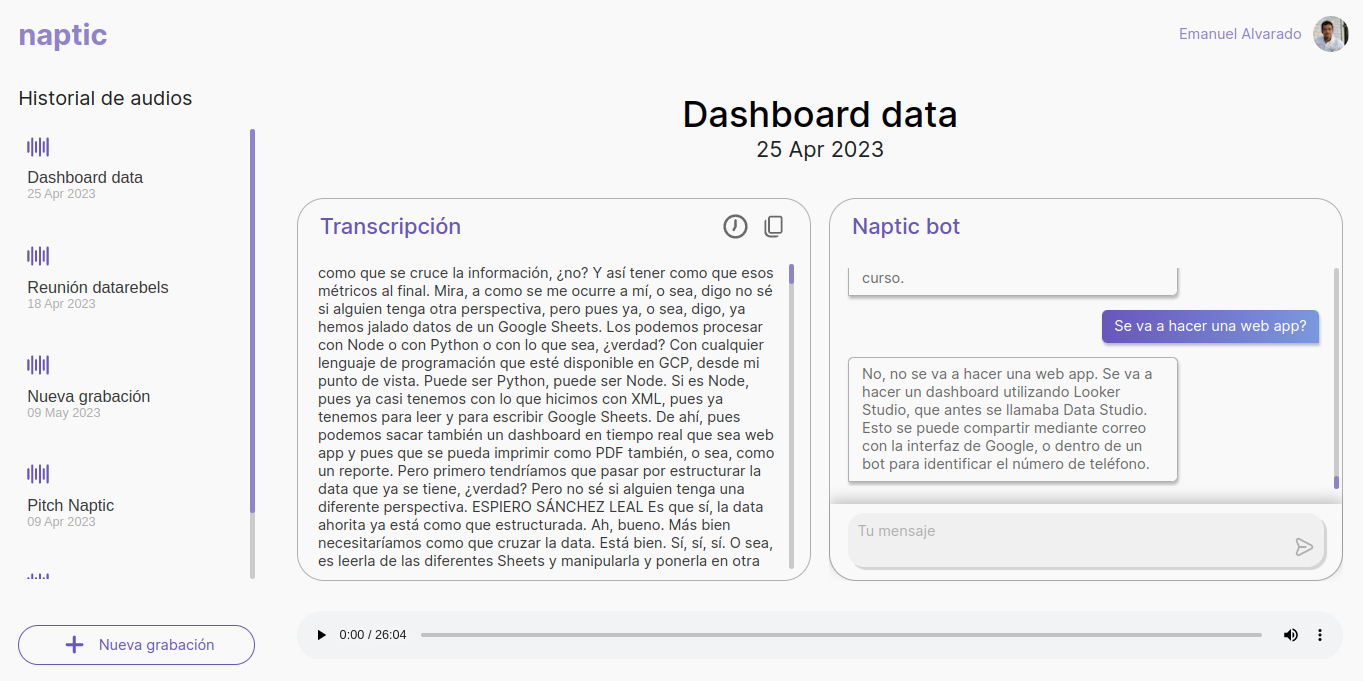 naptic
Emanuel Alvarado
Historial de audios
Dashboard data
25 Apr 2023
Reunión datarebels
18 Apr 2023
Nueva grabación
09 May 2023
Pitch Naptic
09 Apr 2023
Nueva grabación
Dashboard data
25 Apr 2023
Transcripción
como que se cruce la información, ¿no? Y así tener como que esos
métricos al final. Mira, a como se me ocurre a mí, o sea, digo no sé
si alguien tenga otra perspectiva, pero pues ya, o sea, digo, ya
hemos jalado datos de un Google Sheets. Los podemos procesar
con Node o con Python o con lo que sea, ¿verdad? Con cualquier
lenguaje de programación que esté disponible en GCP, desde mi
punto de vista. Puede ser Python, puede ser Node. Si es Node,
pues ya casi tenemos con lo que hicimos con XML, pues ya
tenemos para leer y para escribir Google Sheets. De ahí, pues
podemos sacar también un dashboard en tiempo real que sea web
app y pues que se pueda imprimir como PDF también, o sea, como
un reporte. Pero primero tendríamos que pasar por estructurar la
data que ya se tiene, ¿verdad? Pero no sé si alguien tenga una
diferente perspectiva. ESPIERO SÁNCHEZ LEAL Es que sí, la data
ahorita ya está como que estructurada. Ah, bueno. Más bien
necesitaríamos como que cruzar la data. Está bien. Sí, sí, sí. O sea,
es leerla de las diferentes Sheets y manipularla y ponerla en otra
Naptic bot
curso.
Se va a hacer una web app?
No, no se va a hacer una web app. Se va a
hacer un dashboard utilizando Looker
Studio, que antes se llamaba Data Studio.
Esto se puede compartir mediante correo
con la interfaz de Google, o dentro de un
bot para identificar el número de teléfono.
Tu mensaje
0:00 / 26:04